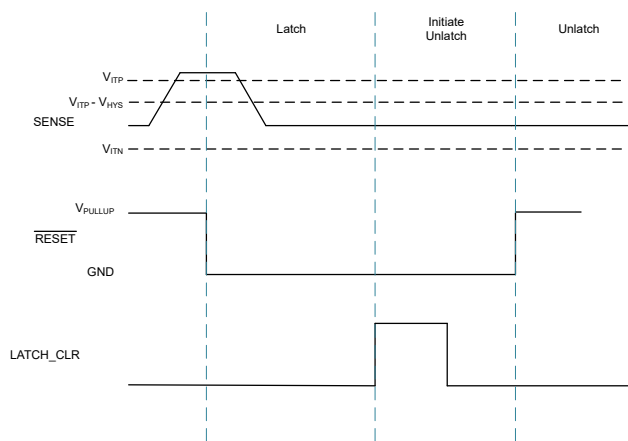 Latch
Initiate
Unlatch
Unlatch
VITP
VITP - VHYS
SENSE
VITN
VPULLUP
RESET
GND
LATCH_CLR